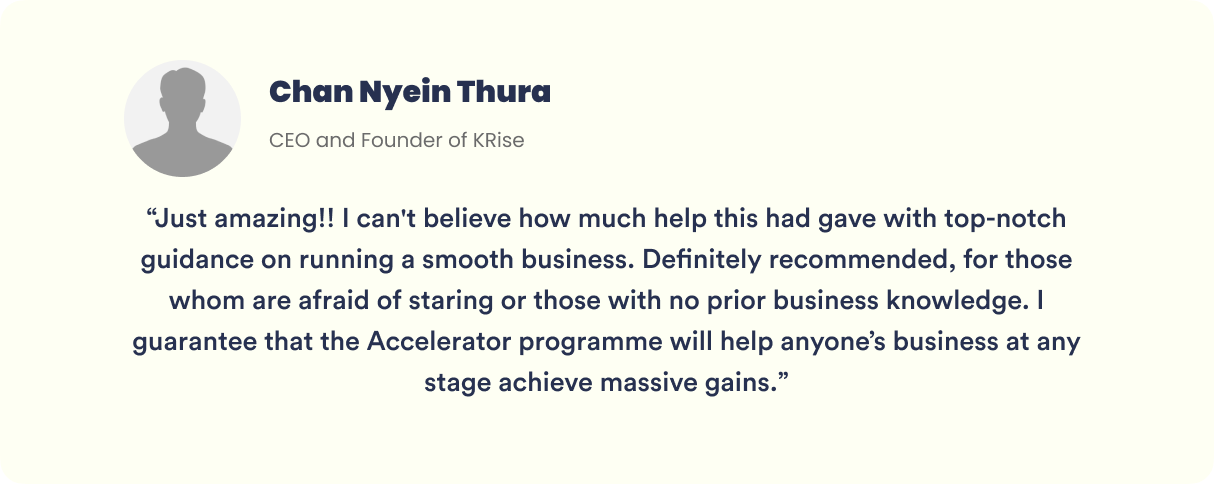 Chan Nyein Thura
CEO and Founder of KRise
“Just amazing!! I can't believe how much help this had gave with top-notch
guidance on running a smooth business. Definitely recommended, for those
whom are afraid of staring or those with no prior business knowledge. I
guarantee that the Accelerator programme will help anyone’s business at any
stage achieve massive gains.”